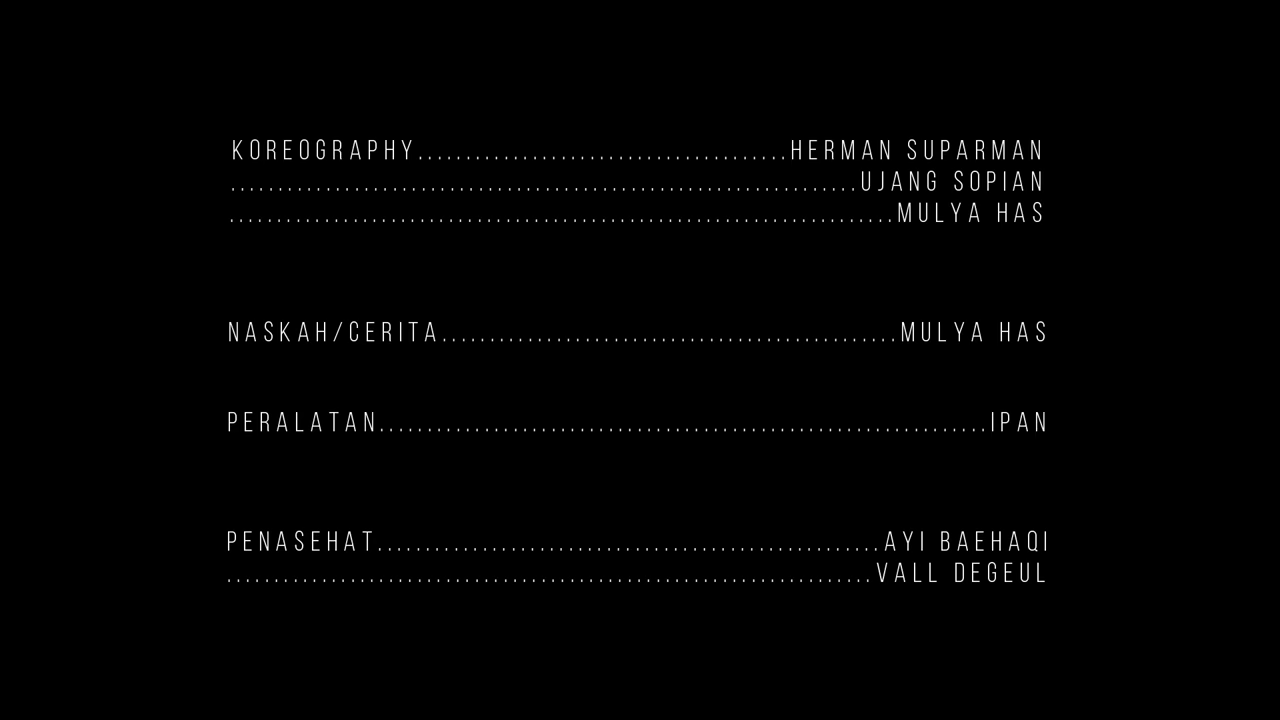 KOREOGRAPHY.......................................HERMAN SUPARMAN
..................................................................UJANG SOPIAN
......................................................................MULYA HAS
NASKAH/CERITA................................................MULYA HAS
PERALATAN................................................................IPAN
PENASEHAT.....................................................AYI BAEHAQI
....................................................................VALL DEGEUL